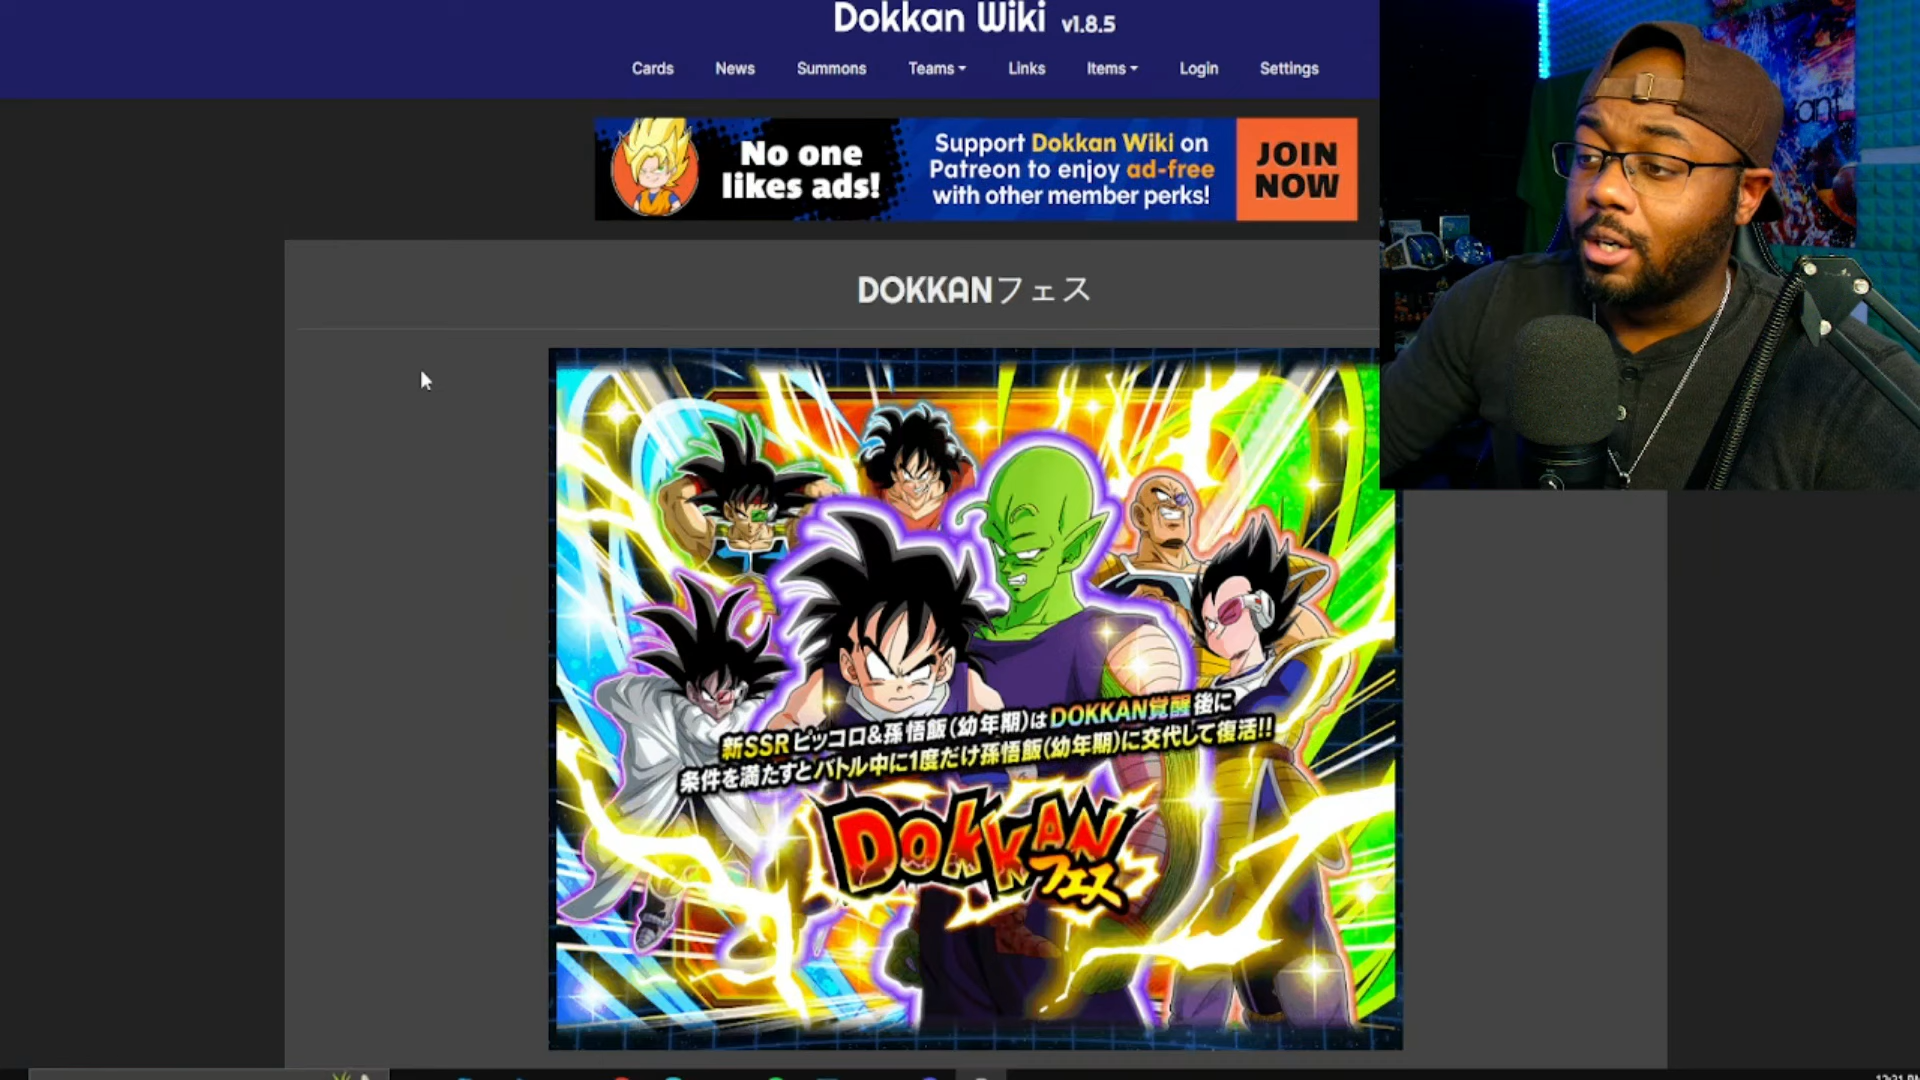 Dokkan Wiki v1.8.5
Cards News Summons Teams Links Items Login Settings
No one
likes ads!
Support Dokkan Wiki on
Patreon to enjoy ad-free
with other member perks!
JOIN
NOW
DOKKANフェス
新SSR ピッコロ&孫悟飯(幼年期)はDOKKAN覚醒後に
条件を満たすとバトル中に1度だけ孫悟飯(幼年期)に交代して復活!!
DOKKAN
フェス